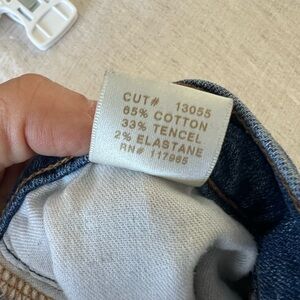 CUT# 13055
65% COTTON
33% TENCEL
2% ELASTANE
RN# 117965